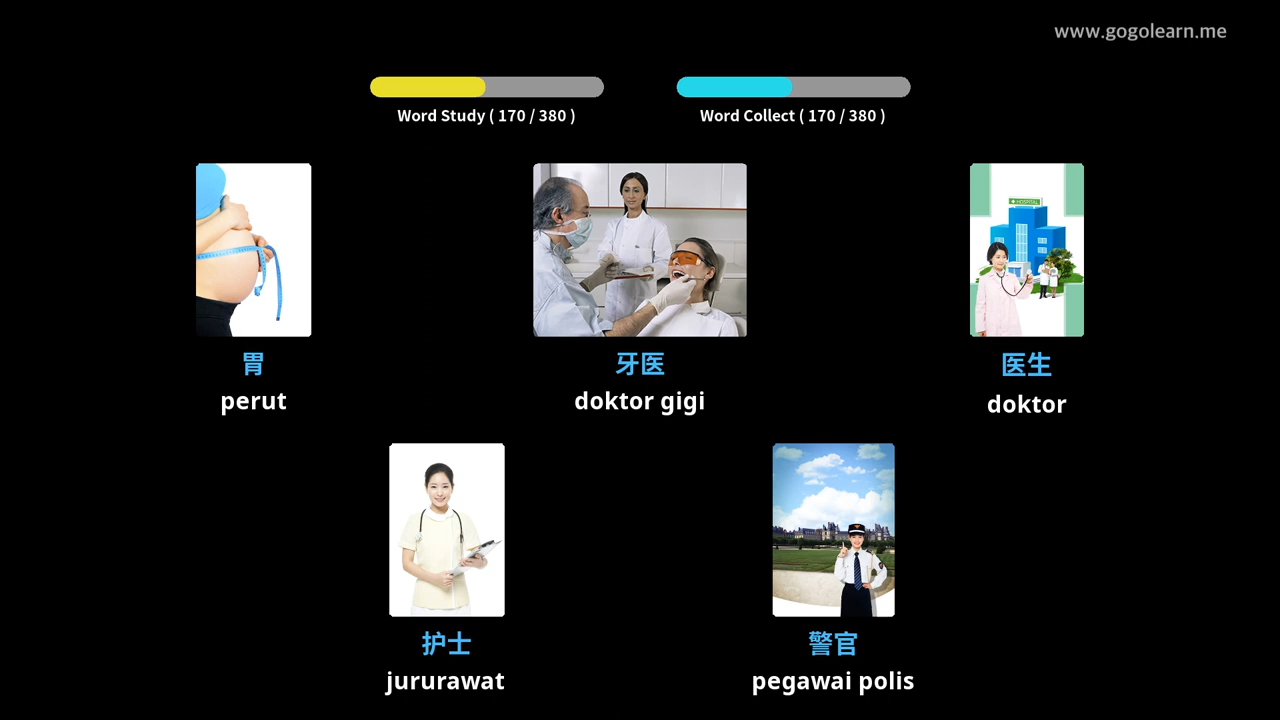 www.gogolearn.me
Word Study ( 170 / 380 )
Word Collect ( 170 / 380 )
HOSPITAL
胃
perut
牙医
doktor gigi
医生
doktor
护士
jururawat
警官
pegawai polis